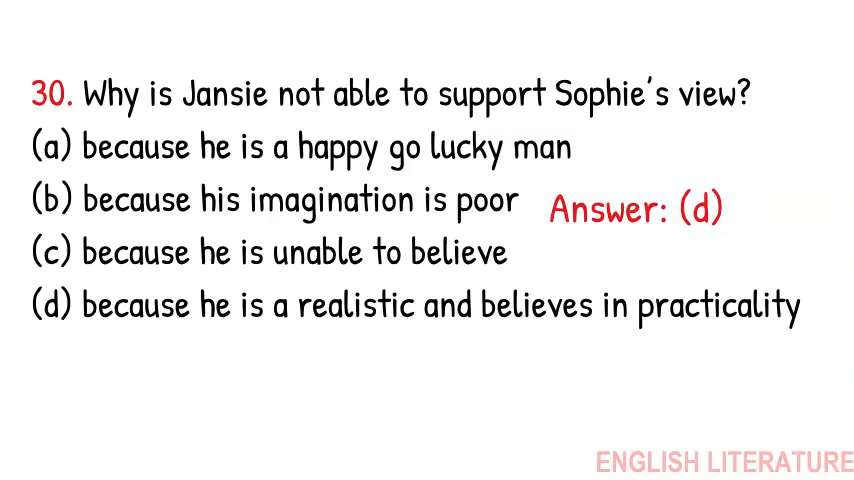 30. Why is Jansie not able to support Sophie's view?
(a) because he is a happy go lucky man
(b) because his imagination is poor
Answer: (d)
(c) because he is unable to believe
(d) because he is a realistic and believes in practicality
ENGLISH LITERATURE